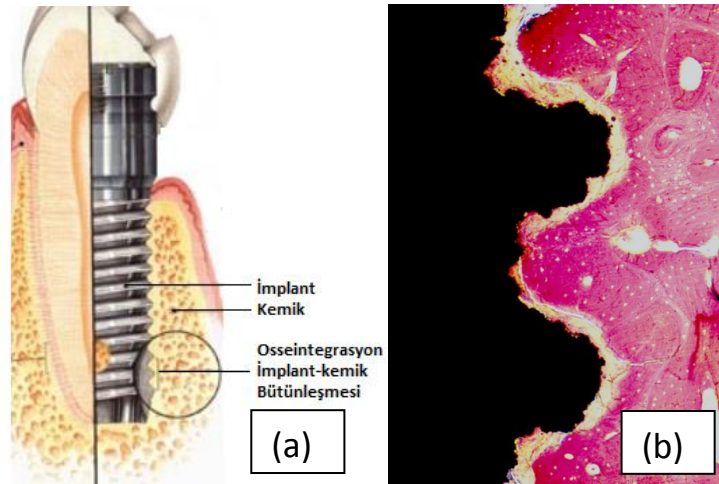 İmplant
Kemik
Osseintegrasyon
İmplant-kemik
Bütünleşmesi
(a)
(b)